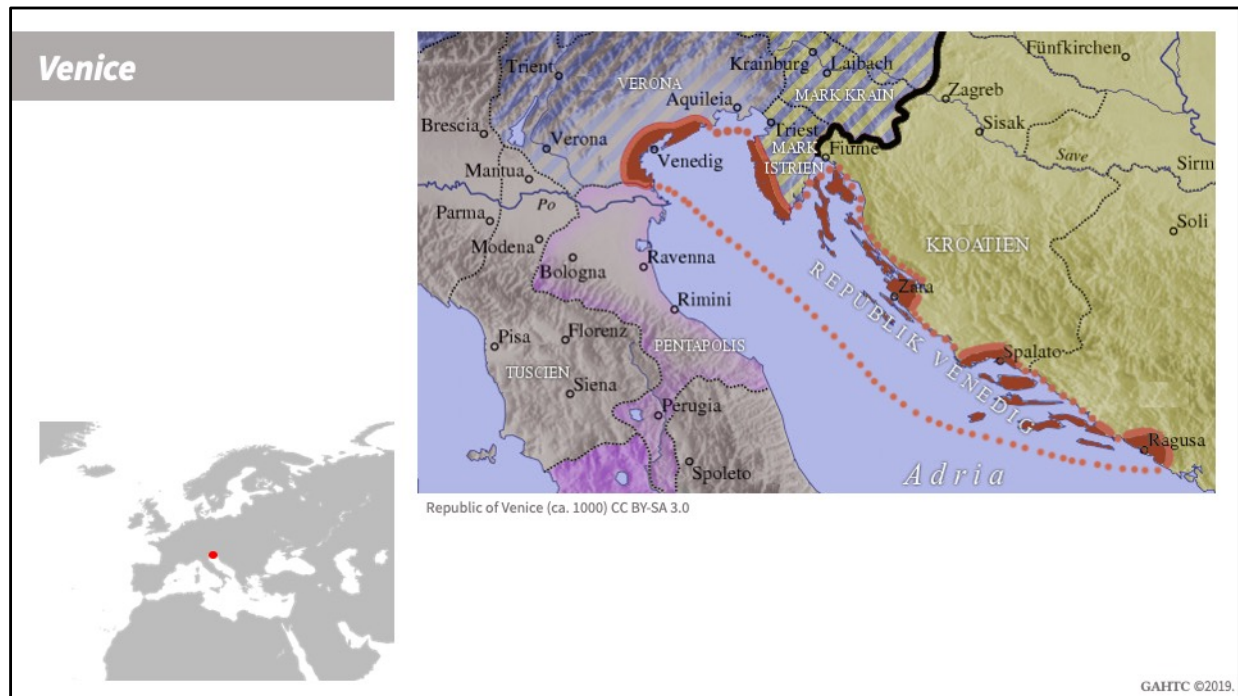 Venice
Fünfkirchen
Krainburg
Laibach
Trient
VERONA
MARK KRAIN
Zagreb
Aquileia
Brescia
Triest
Sisak
Verona
Venedig
MARK
ISTRIEN
Fiume
Save
Sirm
Mantua
Po
Parma
Soli
Modena
KROATIEN
Bologna
Ravenna
Zara
Rimini
REPUBLIK VENEDIG
Pisa
Florenz
PENTAPOLIS
Spalato
TUSCIEN
Siena
Perugia
Ragusa
Spoleto
Adria
Republic of Venice (ca. 1000) CC BY-SA 3.0
GAHTC ©2019.